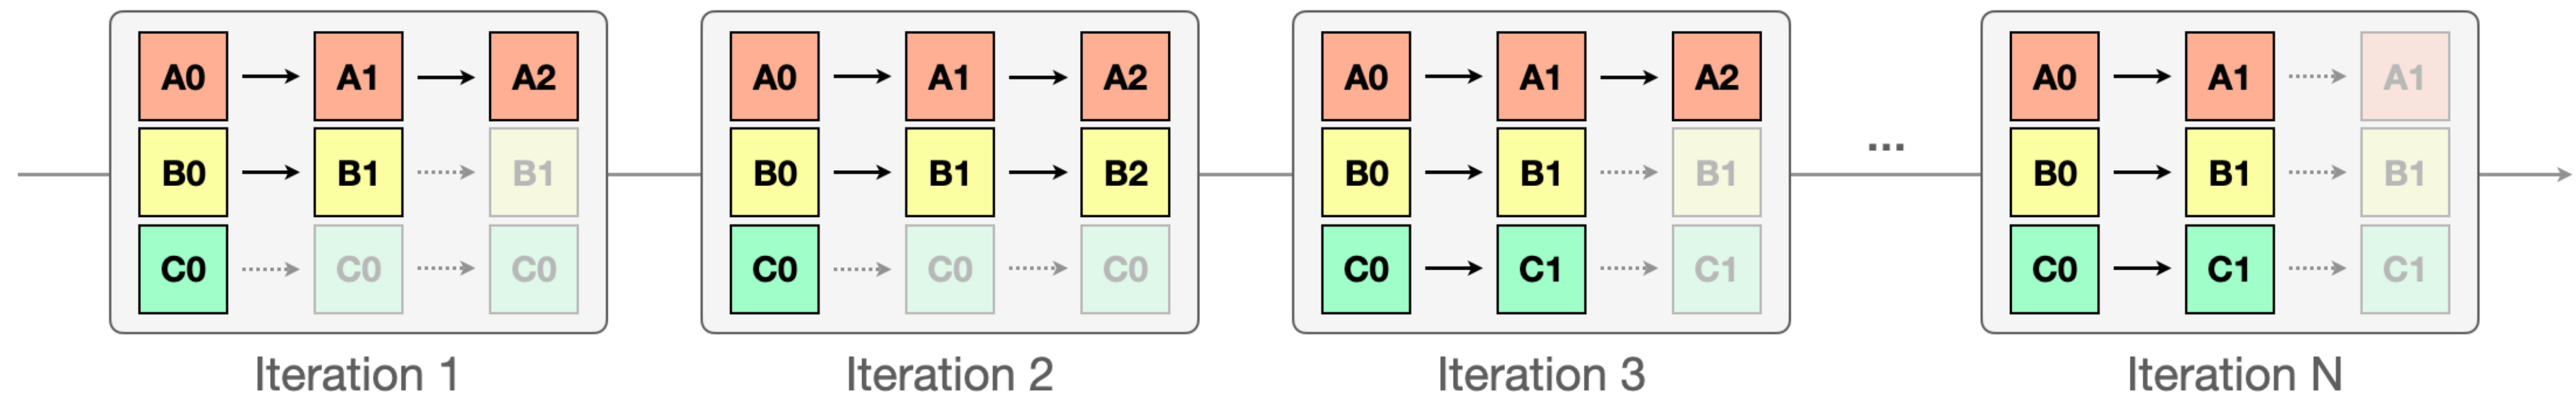 A0 A1 A2 A0 A1 A2 A0 A1 A2 A0 A1 A1
B0 B1 B1 B0 B1 B2 B0 B1 B1 ... B0 B1 B1
C0 C0 C0 C0 C0 C0 C0 C1 C1 C0 C1 C1
Iteration 1 Iteration 2 Iteration 3 Iteration N